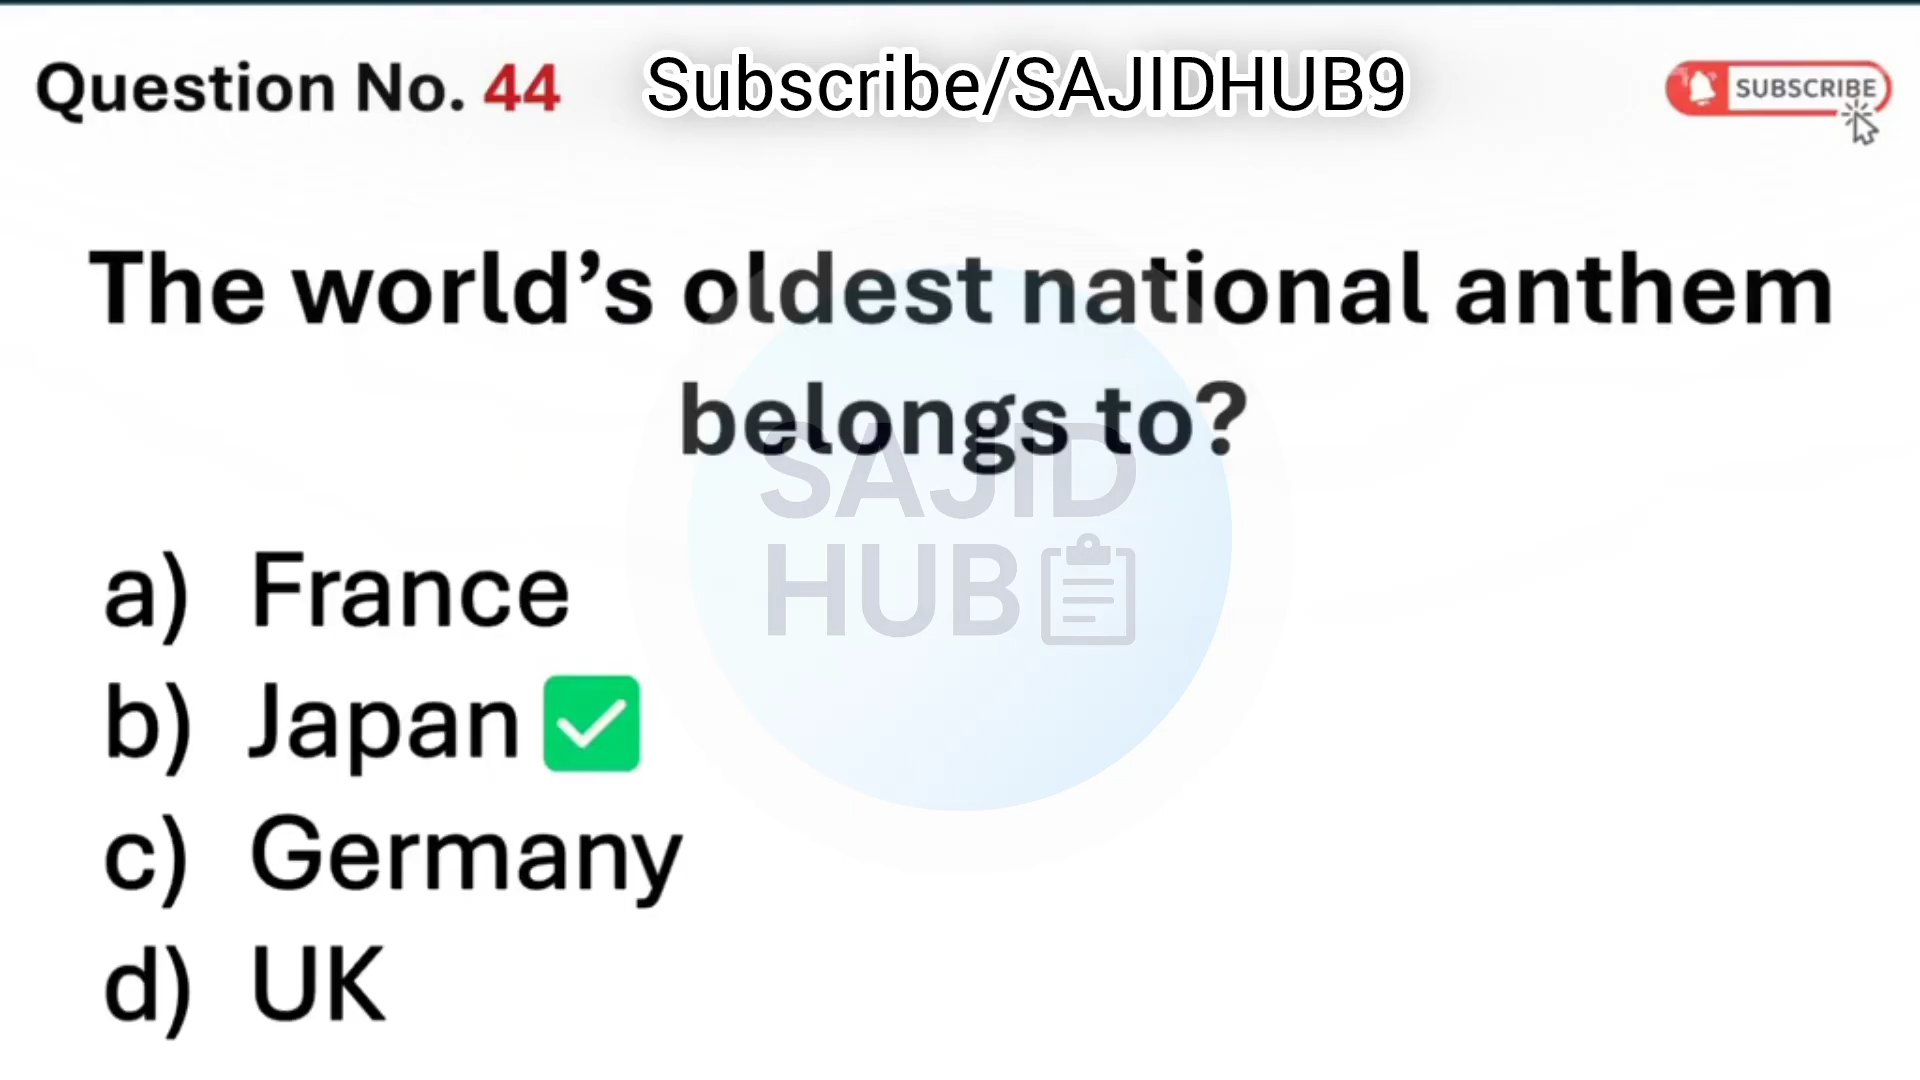 Question No. 44 Subscribe/SAJIDHUB9 SUBSCRIBE
The world’s oldest national anthem
belongs to?
SAJID
HUB
a) France
b) Japan ✅
c) Germany
d) UK